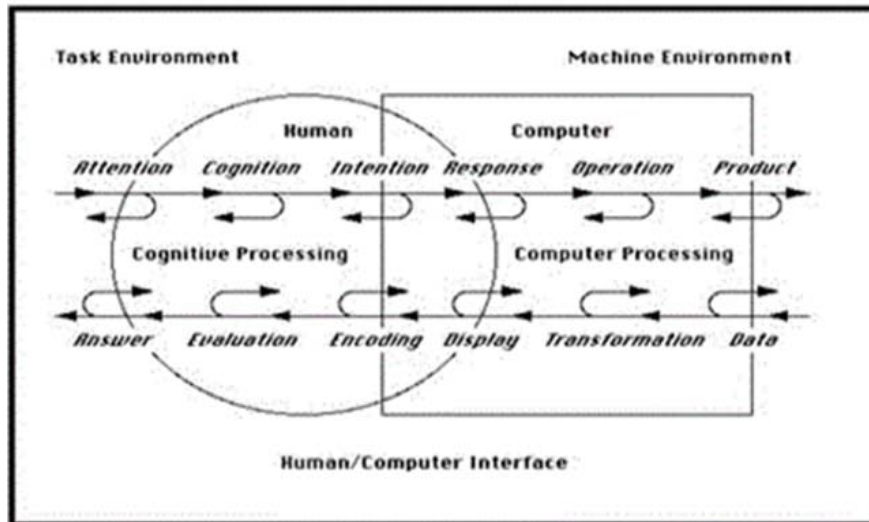 Task Environment Machine Environment
Human Computer
Attention Cognition Intention Response Operation Product
Cognitive Processing Computer Processing
Answer Evaluation Encoding Display Transformation Data
Human/Computer Interface